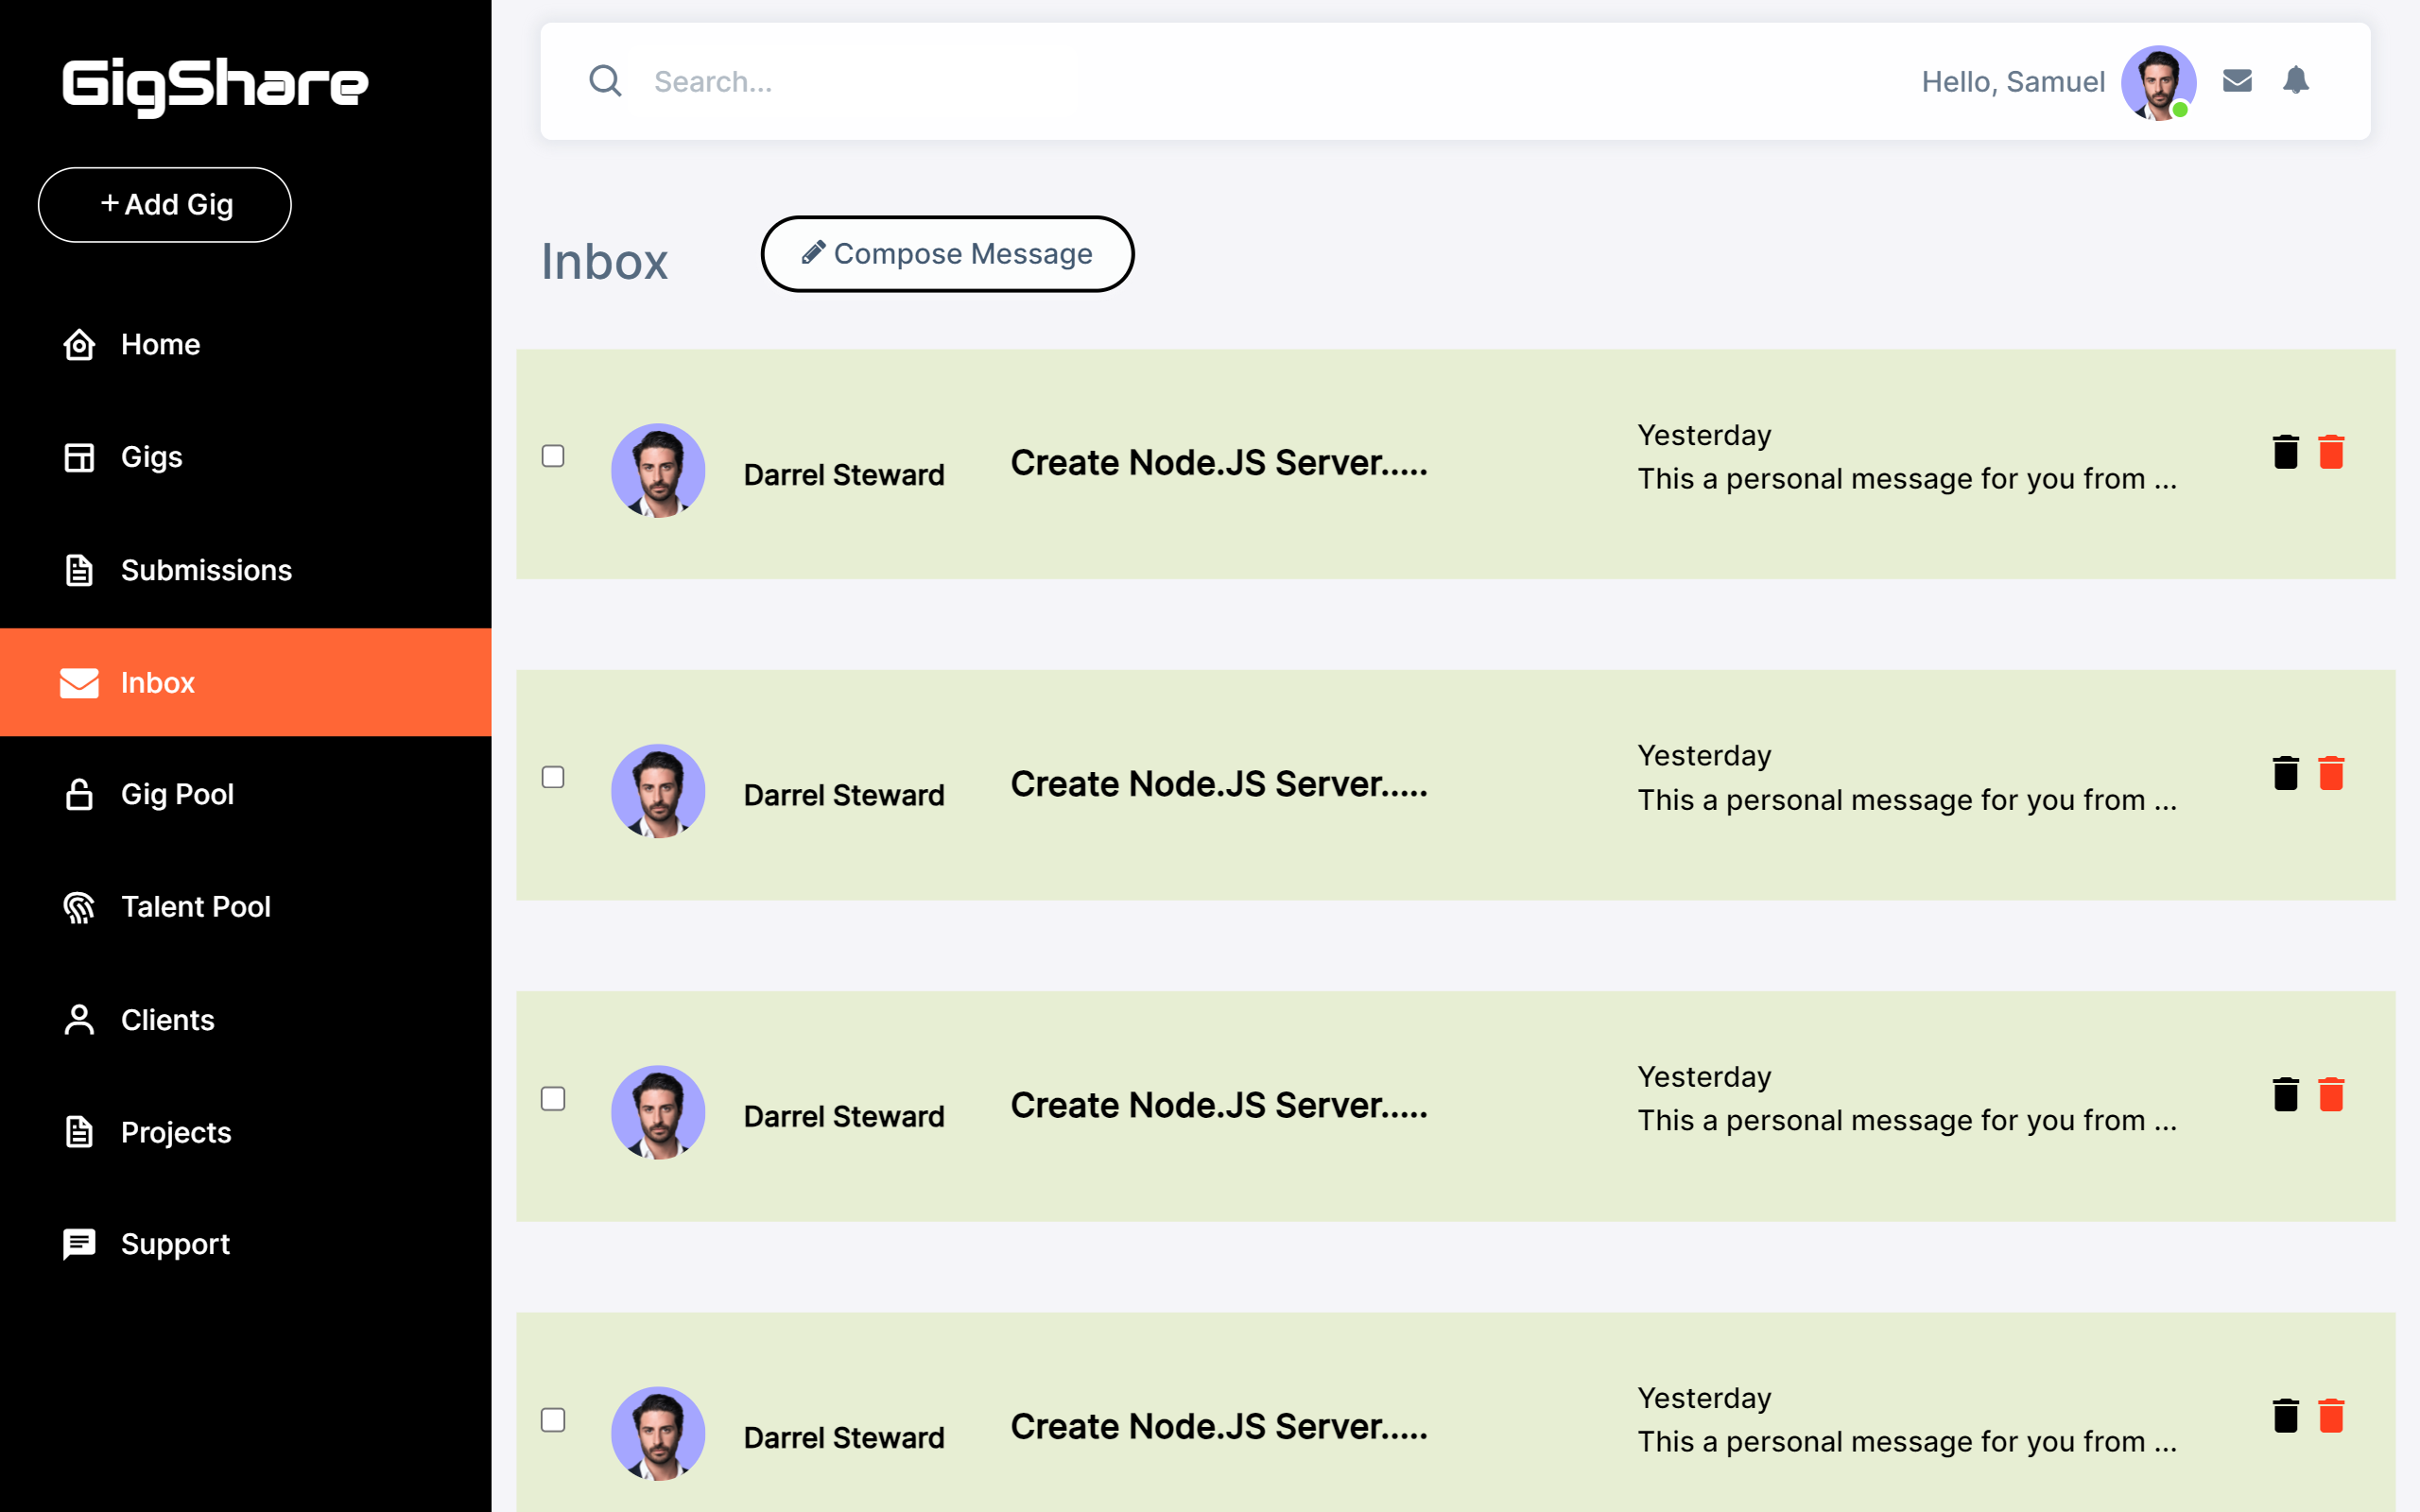 GigShare
+ Add Gig
Home
Gigs
Submissions
Inbox
Gig Pool
Talent Pool
Clients
Projects
Support
Search...
Hello, Samuel
Inbox
Compose Message
Darrel Steward
Create Node.JS Server.....
Yesterday
This a personal message for you from ...
Darrel Steward
Create Node.JS Server.....
Yesterday
This a personal message for you from ...
Darrel Steward
Create Node.JS Server.....
Yesterday
This a personal message for you from ...
Darrel Steward
Create Node.JS Server.....
Yesterday
This a personal message for you from ...